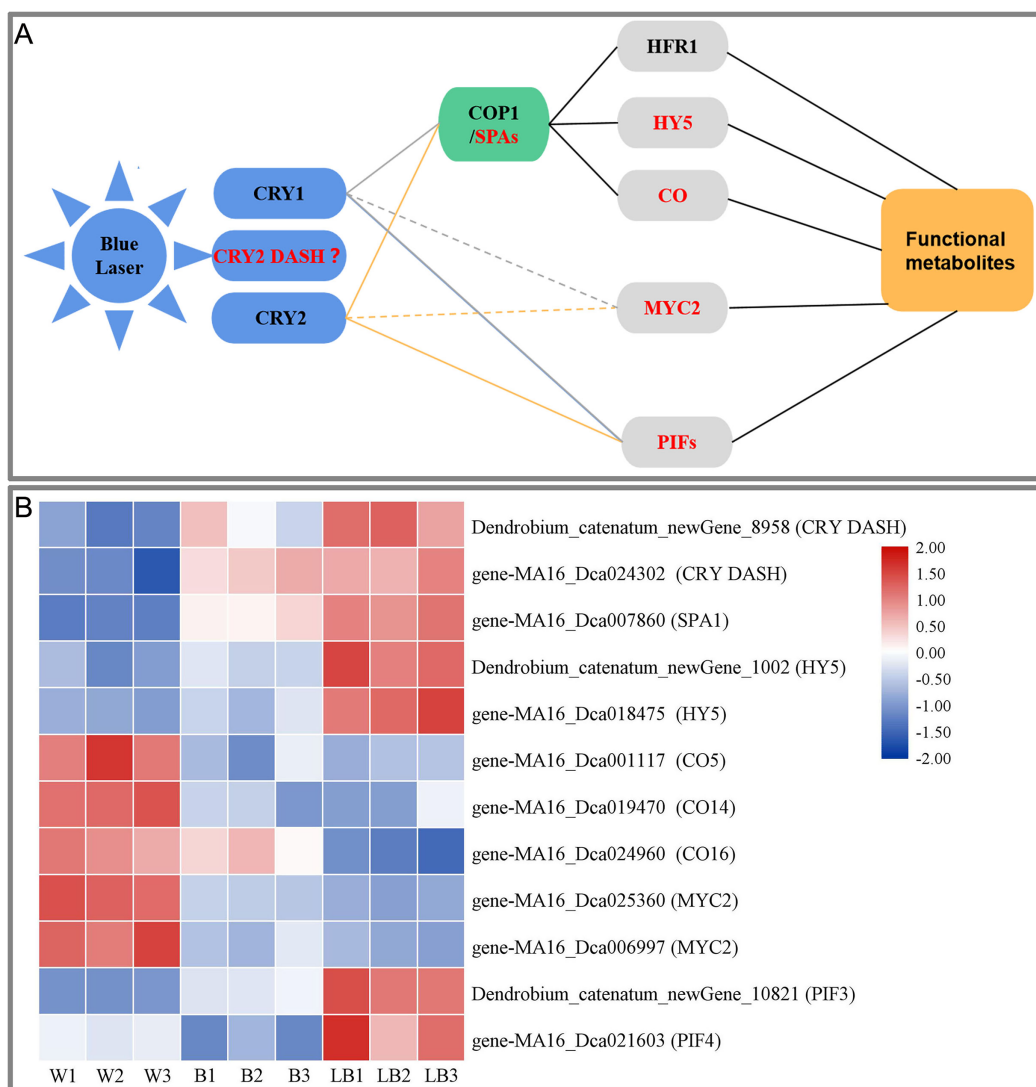 A
Blue
Laser
CRY1
CRY2 DASH ?
CRY2
COP1
/SPAs
HFR1
HY5
CO
MYC2
PIFs
Functional
metabolites
B
Dendrobium_catenatum_newGene_8958 (CRY DASH)
gene-MA16_Dca024302 (CRY DASH)
gene-MA16_Dca007860 (SPA1)
Dendrobium_catenatum_newGene_1002 (HY5)
gene-MA16_Dca018475 (HY5)
gene-MA16_Dca001117 (CO5)
gene-MA16_Dca019470 (CO14)
gene-MA16_Dca024960 (CO16)
gene-MA16_Dca025360 (MYC2)
gene-MA16_Dca006997 (MYC2)
Dendrobium_catenatum_newGene_10821 (PIF3)
gene-MA16_Dca021603 (PIF4)
2.00
1.50
1.00
0.50
0.00
-0.50
-1.00
-1.50
-2.00
W1 W2 W3 B1 B2 B3 LB1 LB2 LB3